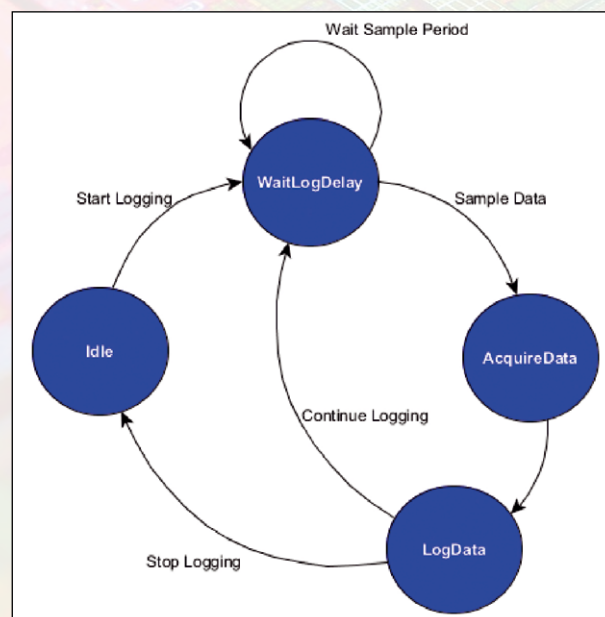 Wait Sample Period
WaitLogDelay
Start Logging
Sample Data
Idle
AcquireData
Continue Logging
LogData
Stop Logging